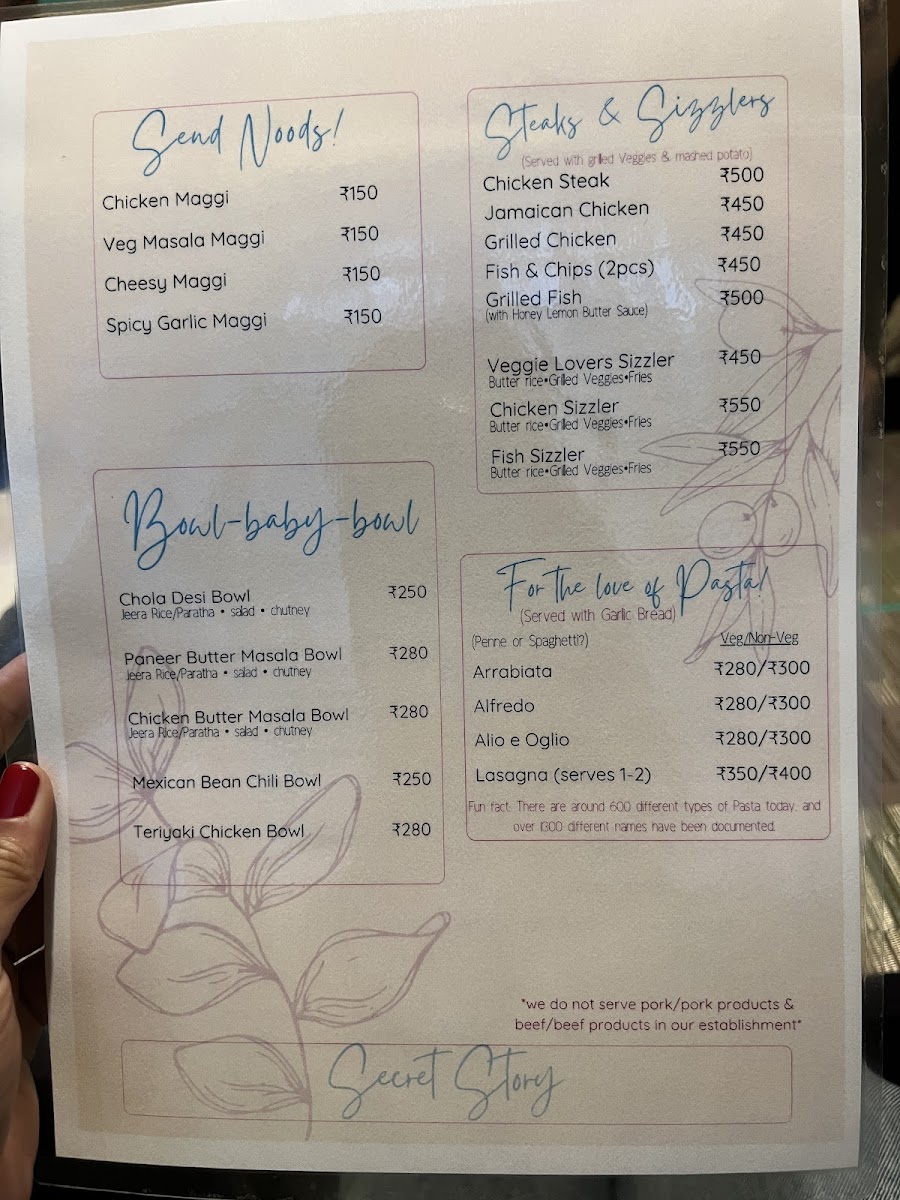 Send Noods!
Chicken Maggi ₹150
Veg Masala Maggi ₹150
Cheesy Maggi ₹150
Spicy Garlic Maggi ₹150
Steaks & Sizzlers
(Served with grilled Veggies & mashed potato)
Chicken Steak ₹500
Jamaican Chicken ₹450
Grilled Chicken ₹450
Fish & Chips (2pcs) ₹450
Grilled Fish ₹500
(with Honey Lemon Butter Sauce)
Veggie Lovers Sizzler ₹450
Butter rice•Grilled Veggies•Fries
Chicken Sizzler ₹550
Butter rice•Grilled Veggies•Fries
Fish Sizzler ₹550
Butter rice•Grilled Veggies•Fries
Bowl-baby-bowl
Chola Desi Bowl ₹250
Jeera Rice/Paratha • salad • chutney
Paneer Butter Masala Bowl ₹280
Jeera Rice/Paratha • salad • chutney
Chicken Butter Masala Bowl ₹280
Jeera Rice/Paratha • salad • chutney
Mexican Bean Chili Bowl ₹250
Teriyaki Chicken Bowl ₹280
For the love of Pasta!
(Served with Garlic Bread)
(Penne or Spaghetti?) Veg/Non-Veg
Arrabiata ₹280/₹300
Alfredo ₹280/₹300
Alio e Oglio ₹280/₹300
Lasagna (serves 1-2) ₹350/₹400
Fun fact: There are around 600 different types of Pasta today, and
over 1300 different names have been documented.
*we do not serve pork/pork products &
beef/beef products in our establishment*
Secret Story